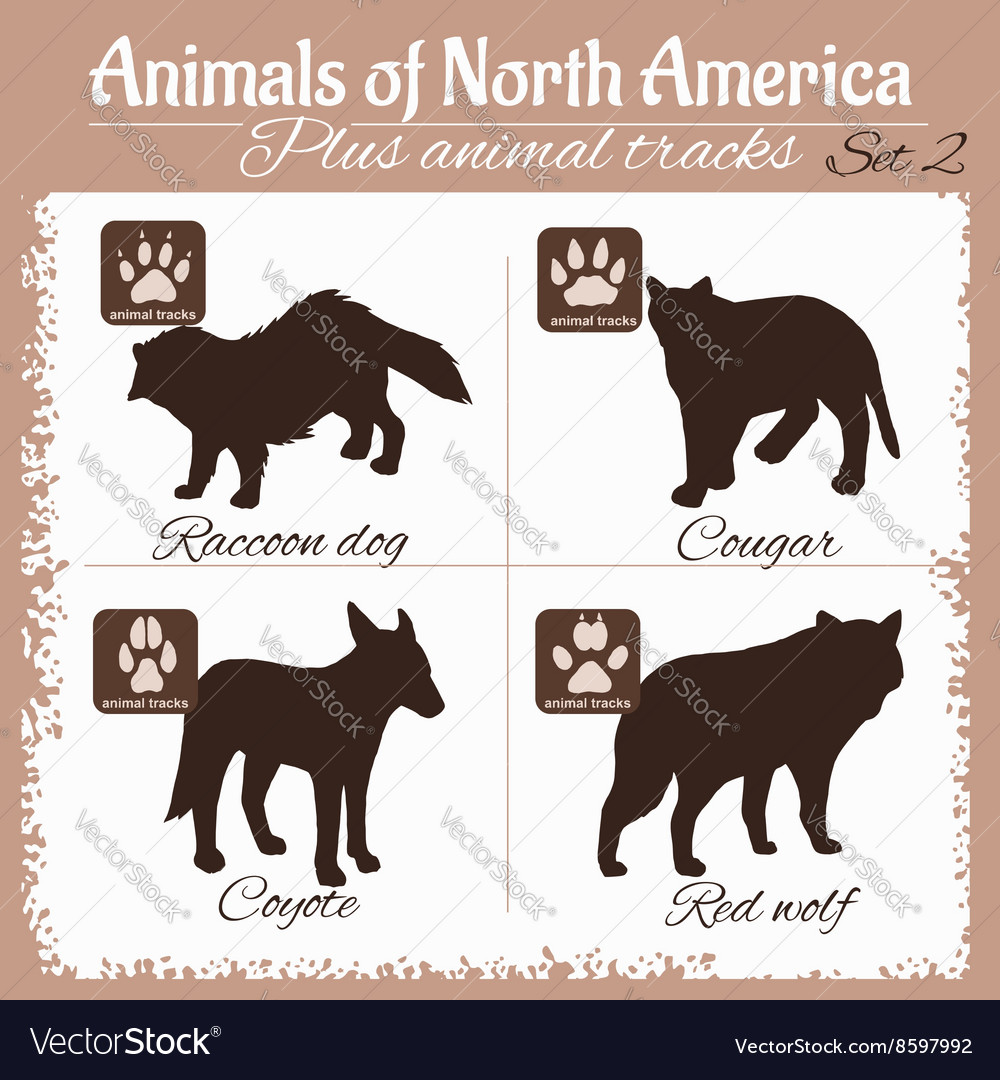 Animals of North America
Plus animal tracks Set 2
animal tracks
animal tracks
Raccoon dog
Cougar
animal tracks
animal tracks
Coyote
Red wolf
VectorStock®
VectorStock.com/8597992